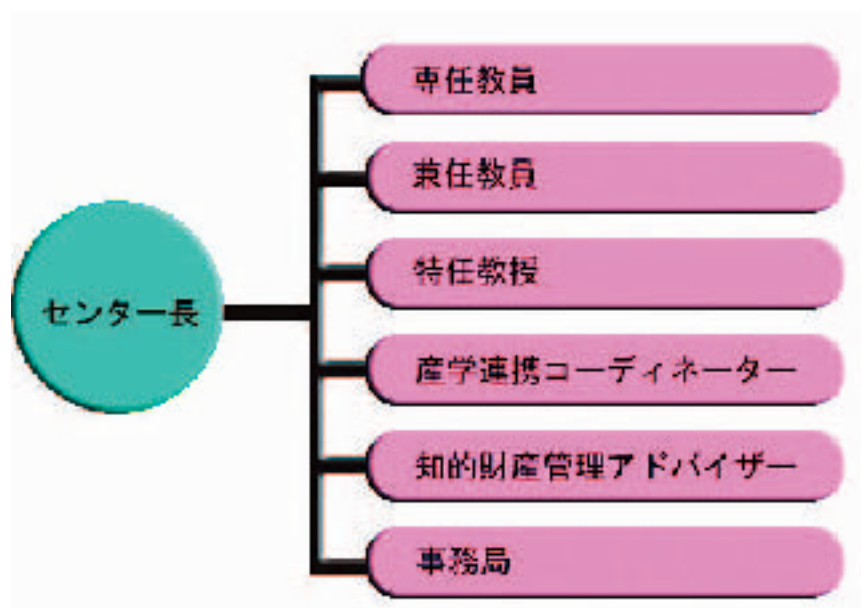 専任教員
兼任教員
特任教授
センター長
産学連携コーディネーター
知的財産管理アドバイザー
事務局